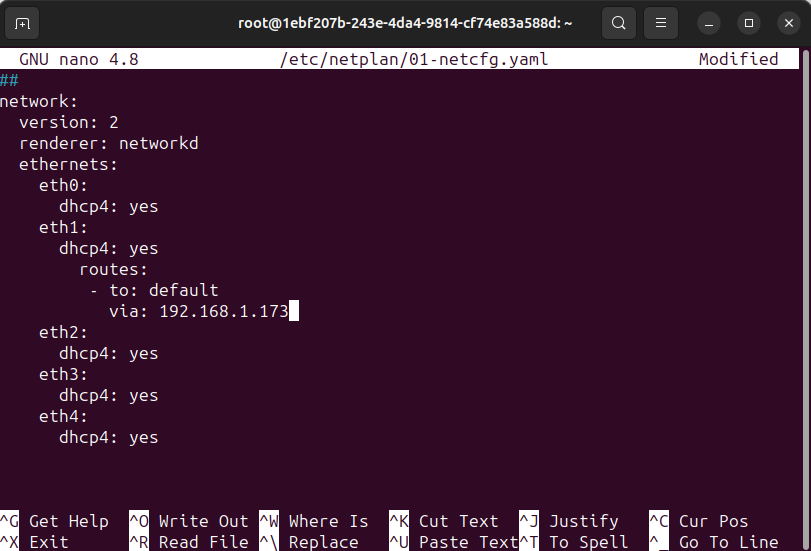 root@1ebf207b-243e-4da4-9814-cf74e83a588d: ~
GNU nano 4.8 /etc/netplan/01-netcfg.yaml Modified
##
network:
  version: 2
  renderer: networkd
  ethernets:
    eth0:
      dhcp4: yes
    eth1:
      dhcp4: yes
        routes:
         - to: default
           via: 192.168.1.173
    eth2:
      dhcp4: yes
    eth3:
      dhcp4: yes
    eth4:
      dhcp4: yes
^G Get Help ^O Write Out ^W Where Is ^K Cut Text ^J Justify ^C Cur Pos
^X Exit ^R Read File ^\ Replace ^U Paste Text ^T To Spell ^_ Go To Line